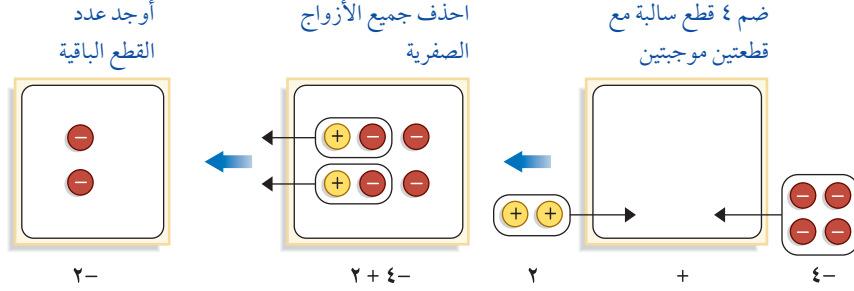 ضم ٤ قطع سالبة مع
قطعتين موجبتين
احذف جميع الأزواج
الصفرية
أوجد عدد
القطع الباقية
+ −
+ −
−
−
−
−
+ +
− −
− −
−٤ + ٢
−٤ + ٢
−٢